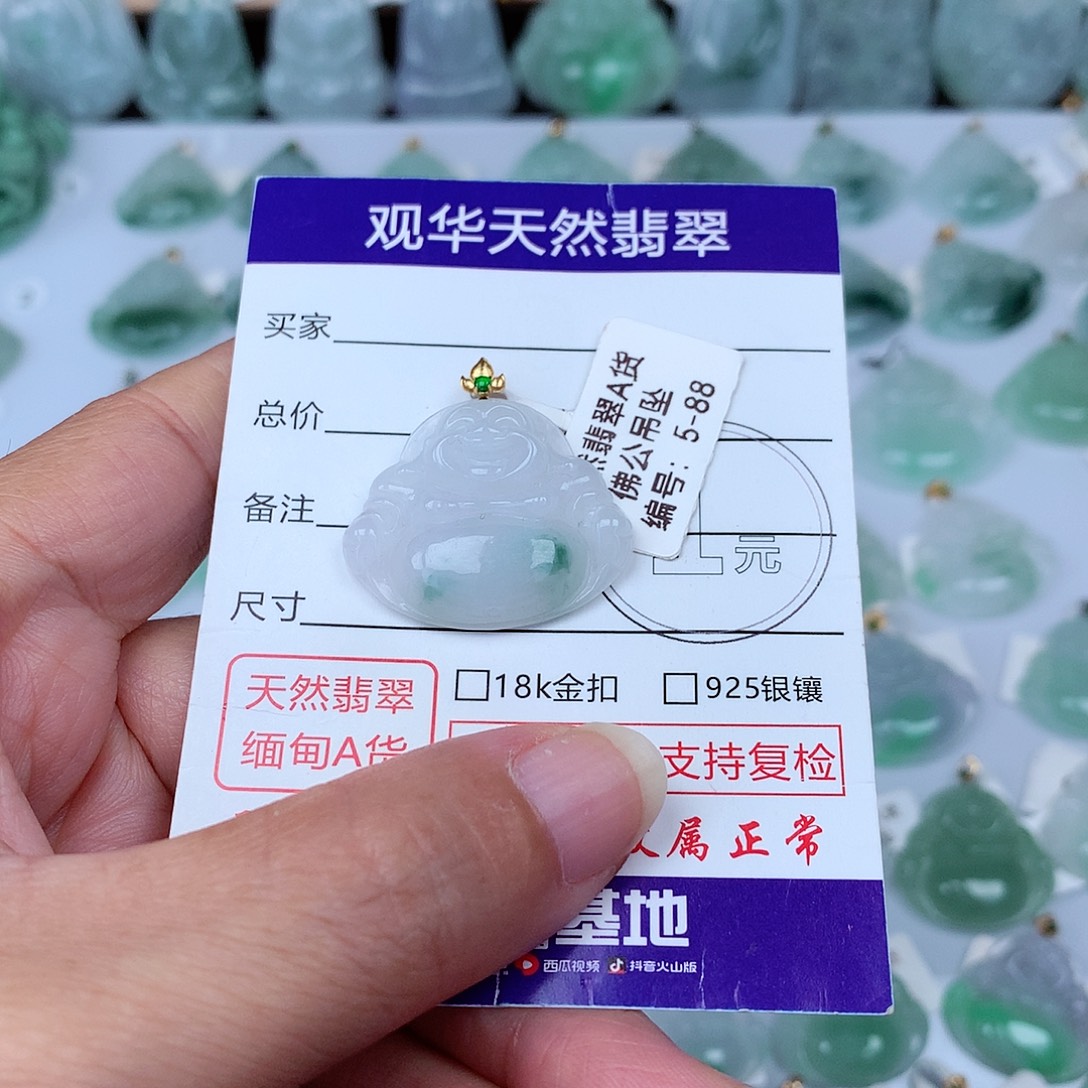 观华天然翡翠
买家
总价
翡翠A货
佛公吊坠
编号：5-88
备注
1元
尺寸
天然翡翠
缅甸A货
□18k金扣 □925银镶
支持复检
属正常
基地
西瓜视频 抖音火山版